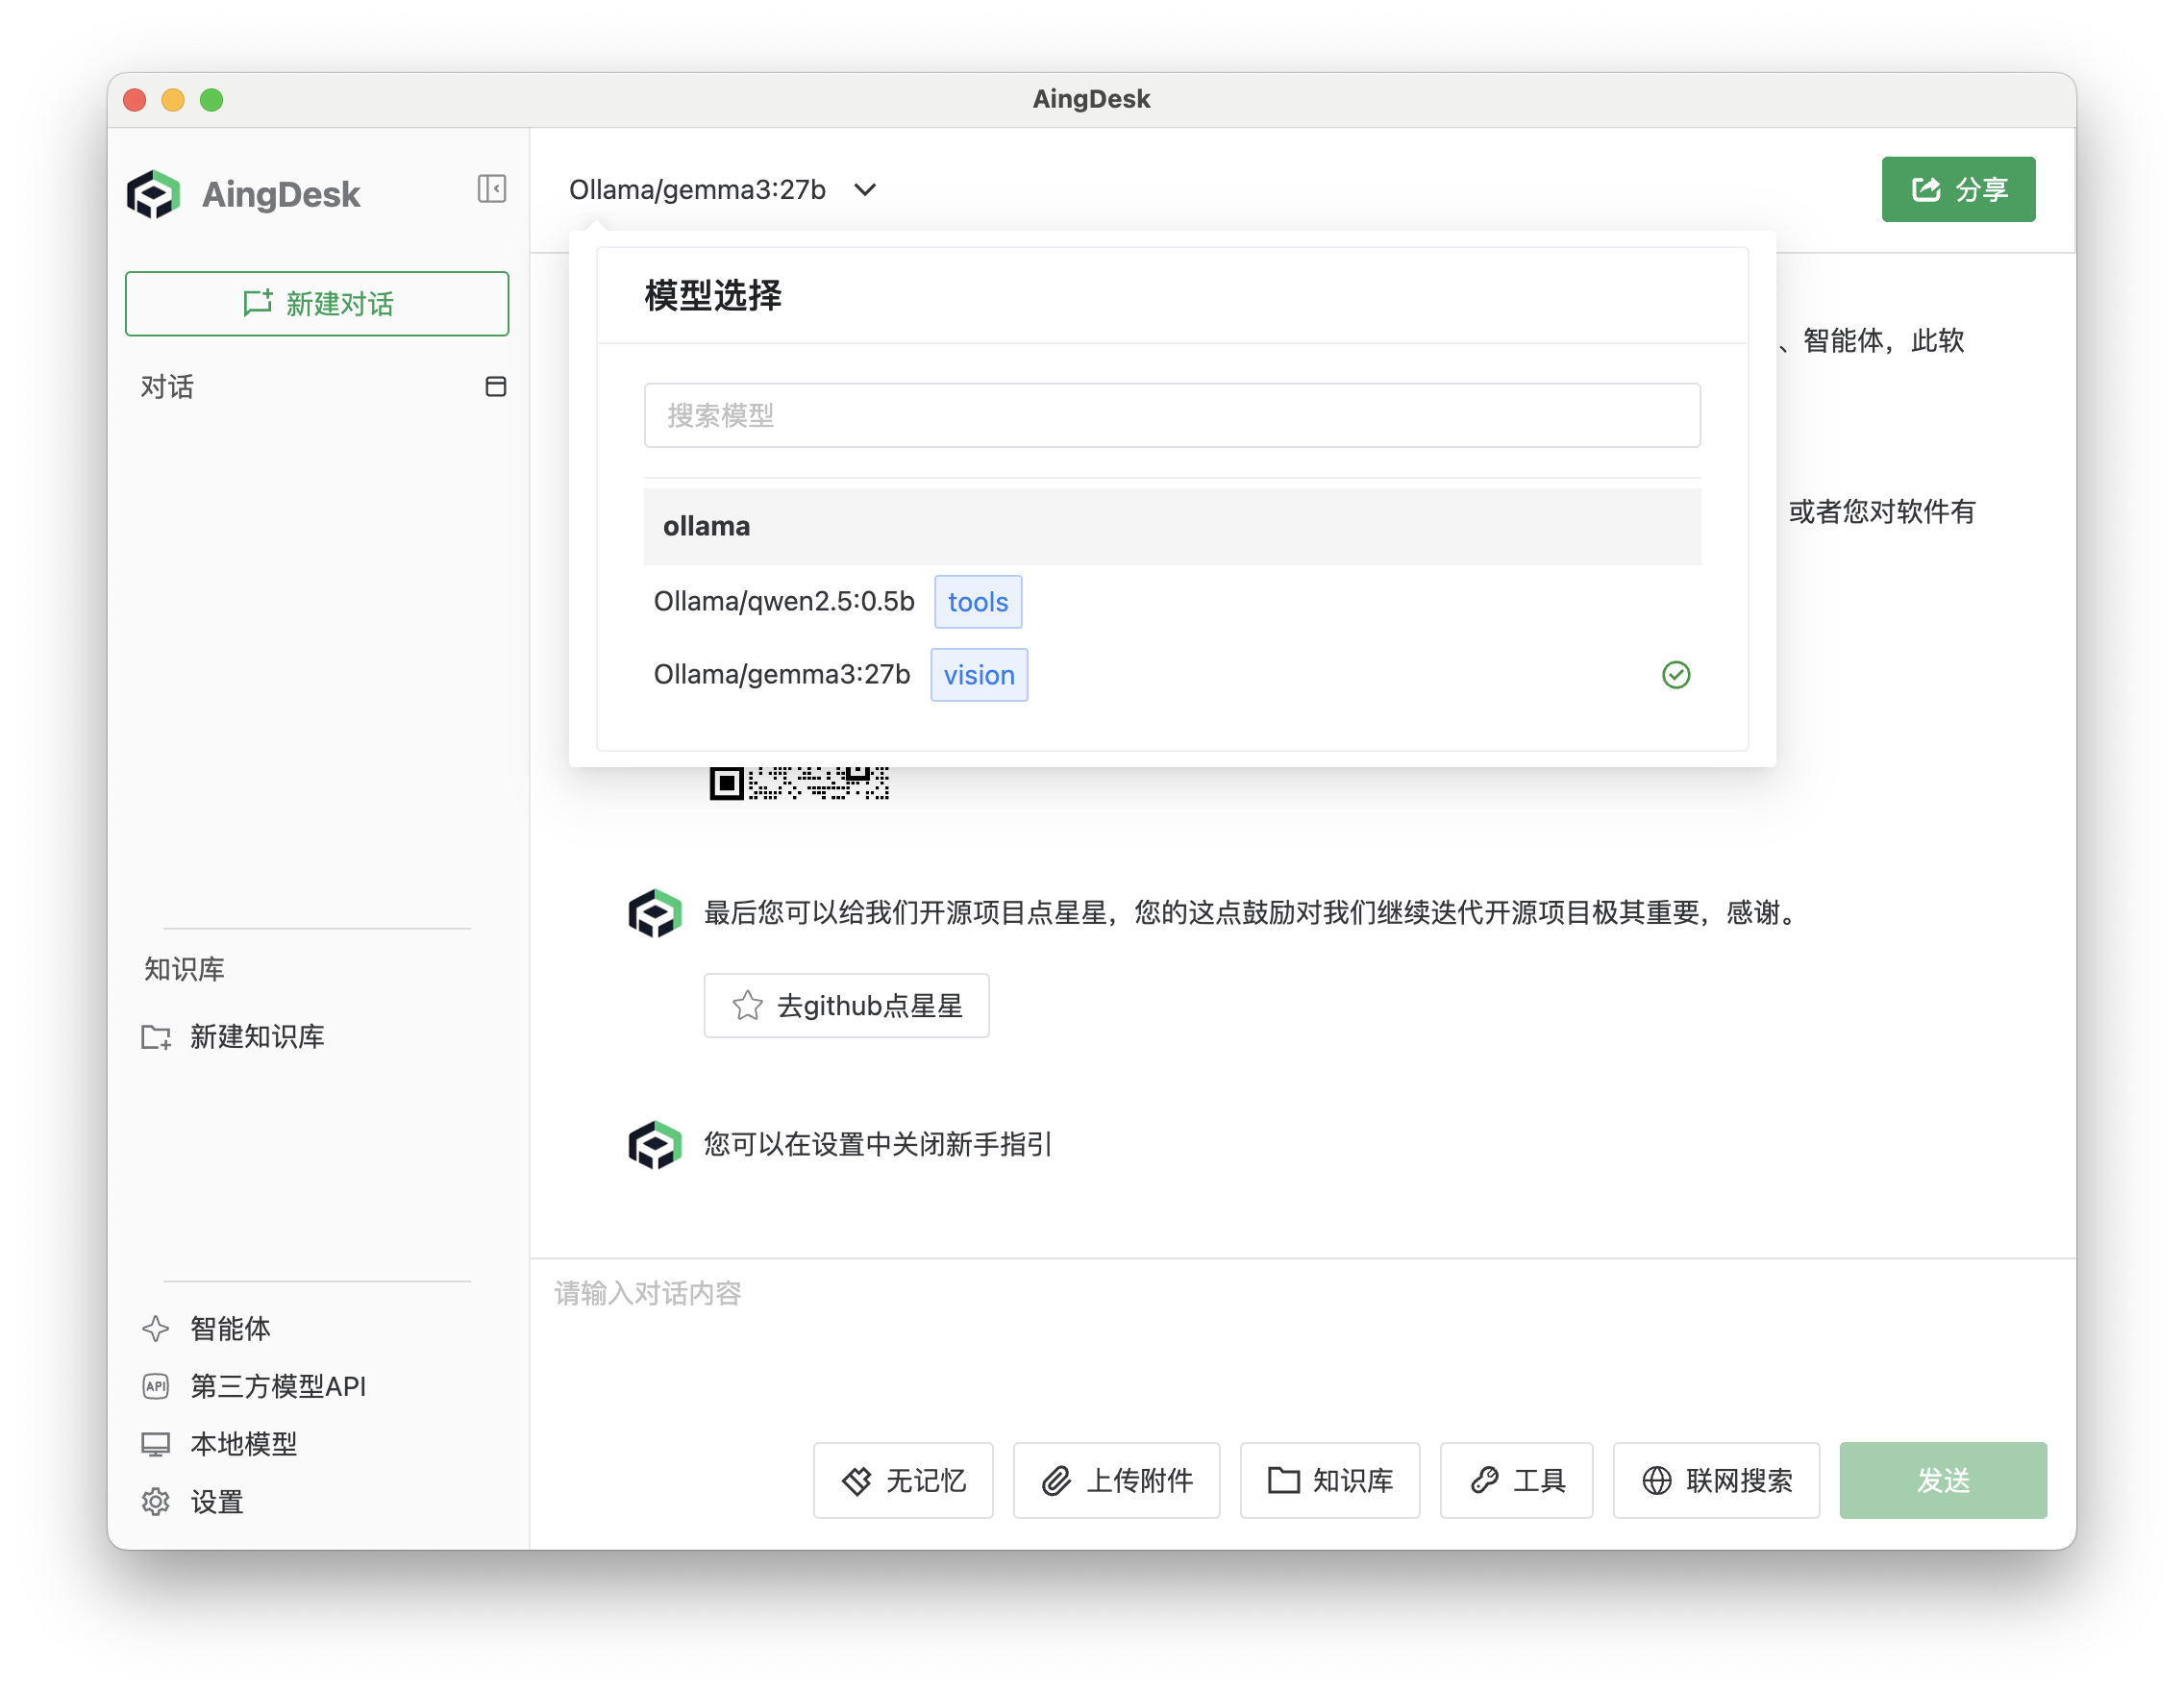 AingDesk
AingDesk
新建对话
对话
知识库
新建知识库
智能体
API
第三方模型API
本地模型
设置
Ollama/gemma3:27b
分享
模型选择
搜索模型
ollama
Ollama/qwen2.5:0.5b tools
Ollama/gemma3:27b vision
、智能体，此软
或者您对软件有
最后您可以给我们开源项目点星星，您的这点鼓励对我们继续迭代开源项目极其重要，感谢。
去github点星星
您可以在设置中关闭新手指引
请输入对话内容
无记忆
上传附件
知识库
工具
联网搜索
发送